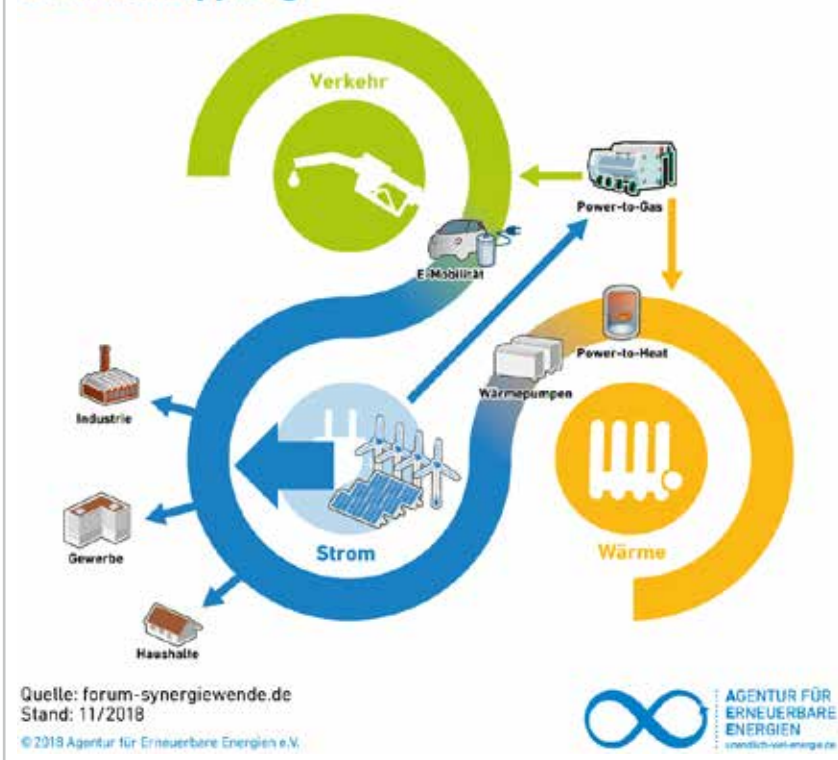 Verkehr
Power-to-Gas
E-Mobilität
Power-to-Heat
Wärmepumpen
Industrie
Gewerbe
Strom
Wärme
Haushalte
Quelle: forum-synergiewende.de
Stand: 11/2018
© 2018 Agentur für Erneuerbare Energien e.V.
AGENTUR FÜR
ERNEUERBARE
ENERGIEN
unendlich-viel-energie.de